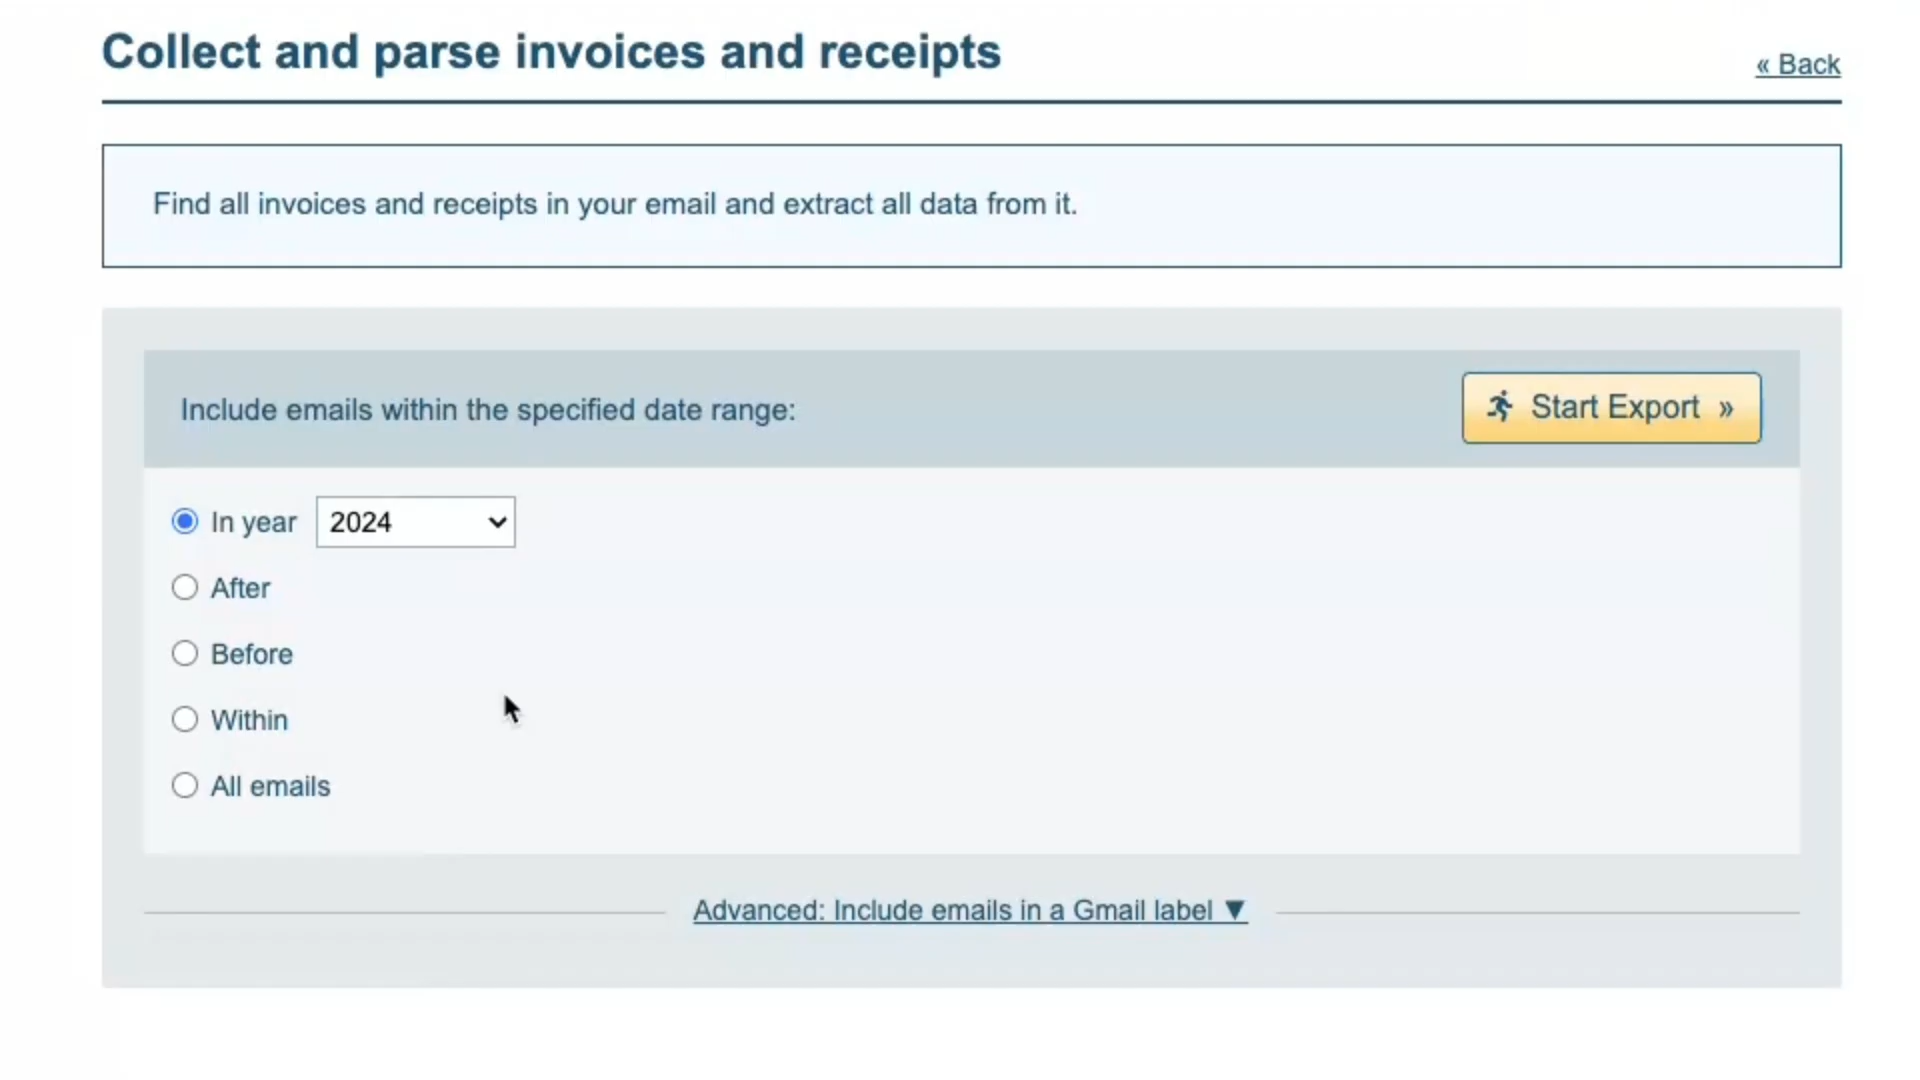 Collect and parse invoices and receipts
« Back
Find all invoices and receipts in your email and extract all data from it.
Include emails within the specified date range:
Start Export »
In year 2024
After
Before
Within
All emails
Advanced: Include emails in a Gmail label ▼